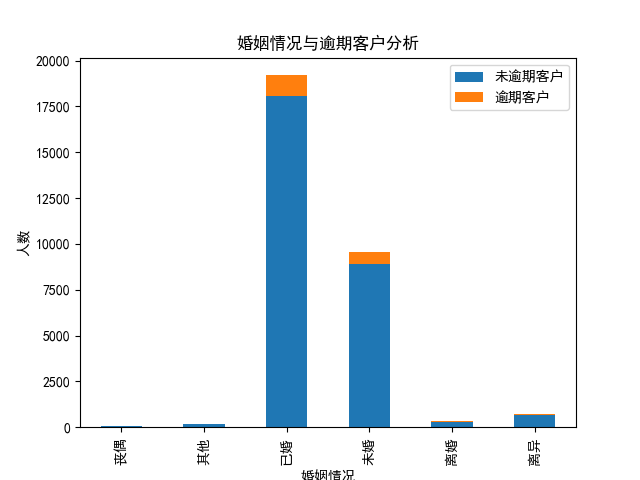 婚姻情况与逾期客户分析
未逾期客户
逾期客户
人数
20000
17500
15000
12500
10000
7500
5000
2500
0
丧偶
其他
已婚
未婚
离婚
离异
婚姻情况